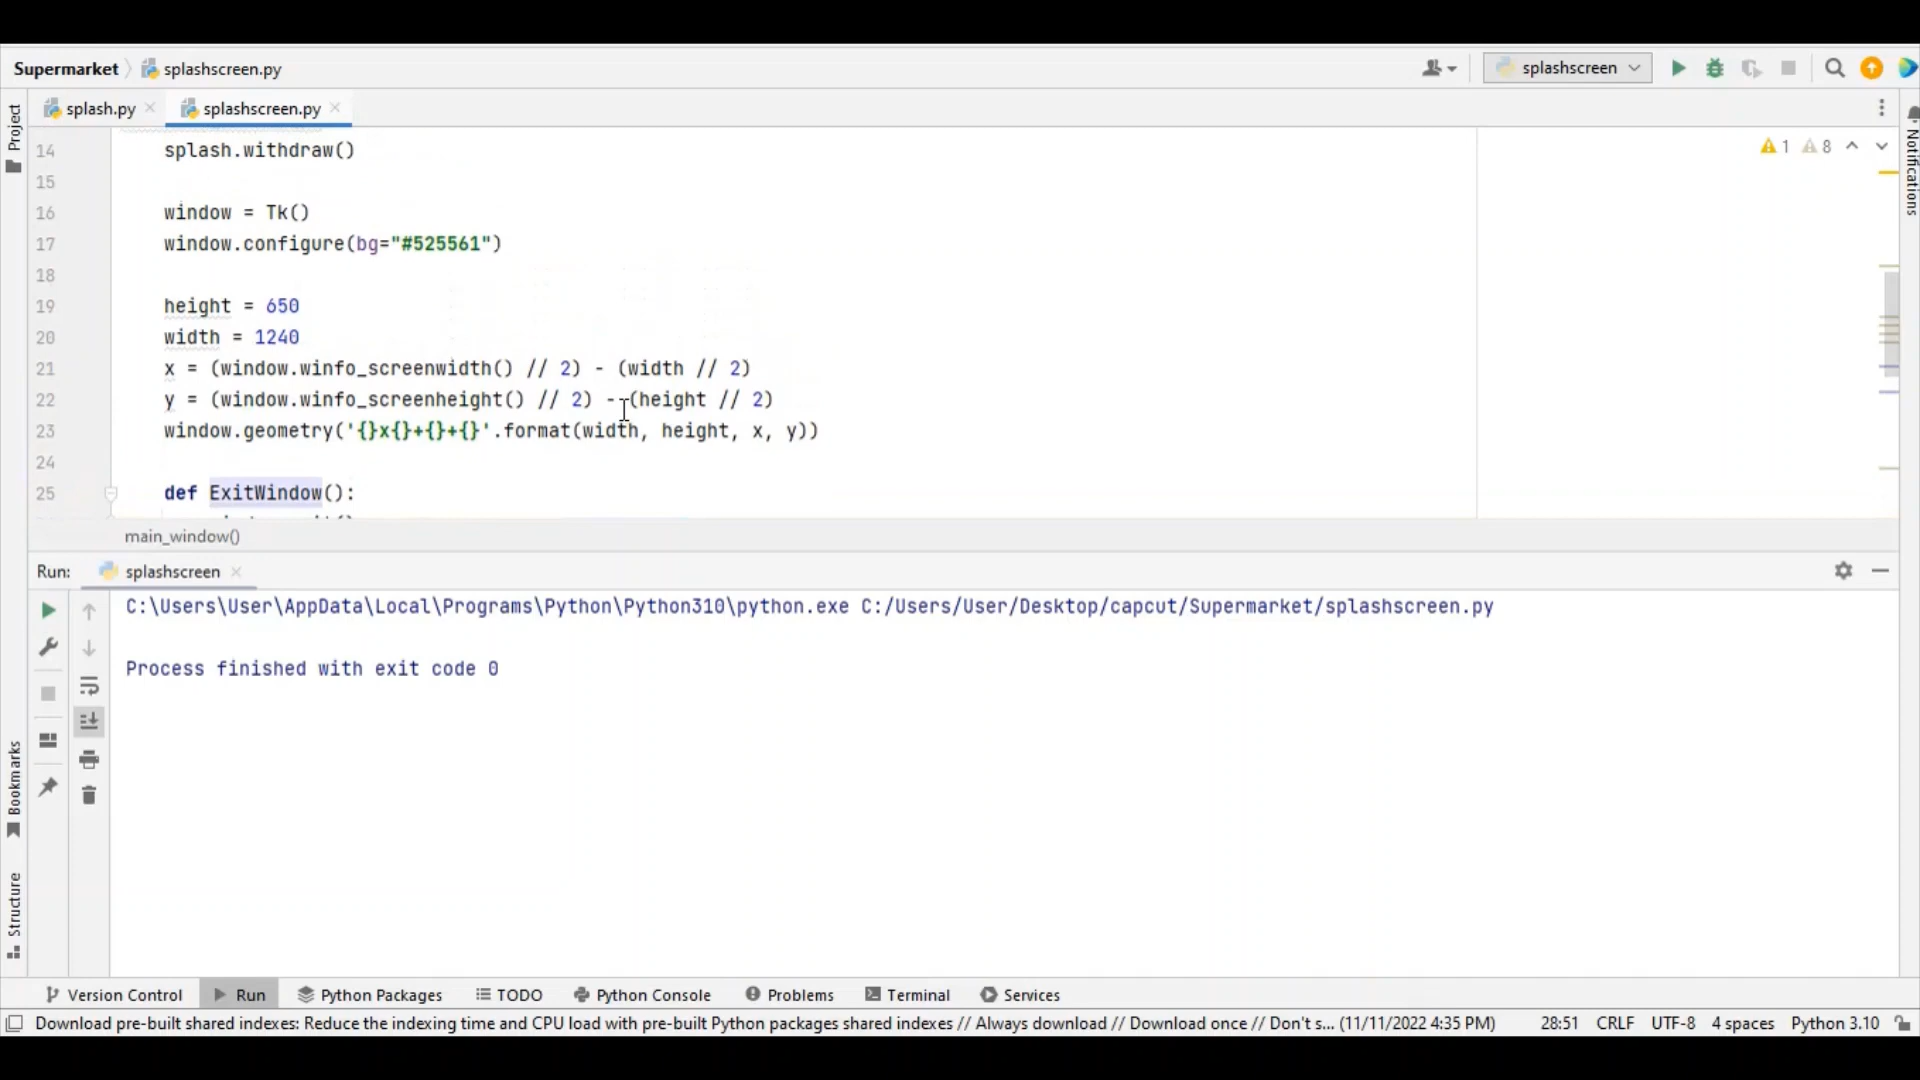 Supermarket splashscreen.py splashscreen
splash.py splashscreen.py
Project
Notifications
1 8
14 splash.withdraw()
15
16 window = Tk()
17 window.configure(bg="#525561")
18
19 height = 650
20 width = 1240
21 x = (window.winfo_screenwidth() // 2) - (width // 2)
22 y = (window.winfo_screenheight() // 2) - (height // 2)
23 window.geometry('{}x{}+{}+{}'.format(width, height, x, y))
24
25 def ExitWindow():
main_window()
Run: splashscreen
C:\Users\User\AppData\Local\Programs\Python\Python310\python.exe C:/Users/User/Desktop/capcut/Supermarket/splashscreen.py
Process finished with exit code 0
Bookmarks
Structure
Version Control Run Python Packages TODO Python Console Problems Terminal Services
Download pre-built shared indexes: Reduce the indexing time and CPU load with pre-built Python packages shared indexes // Always download // Download once // Don't s... (11/11/2022 4:35 PM) 28:51 CRLF UTF-8 4 spaces Python 3.10